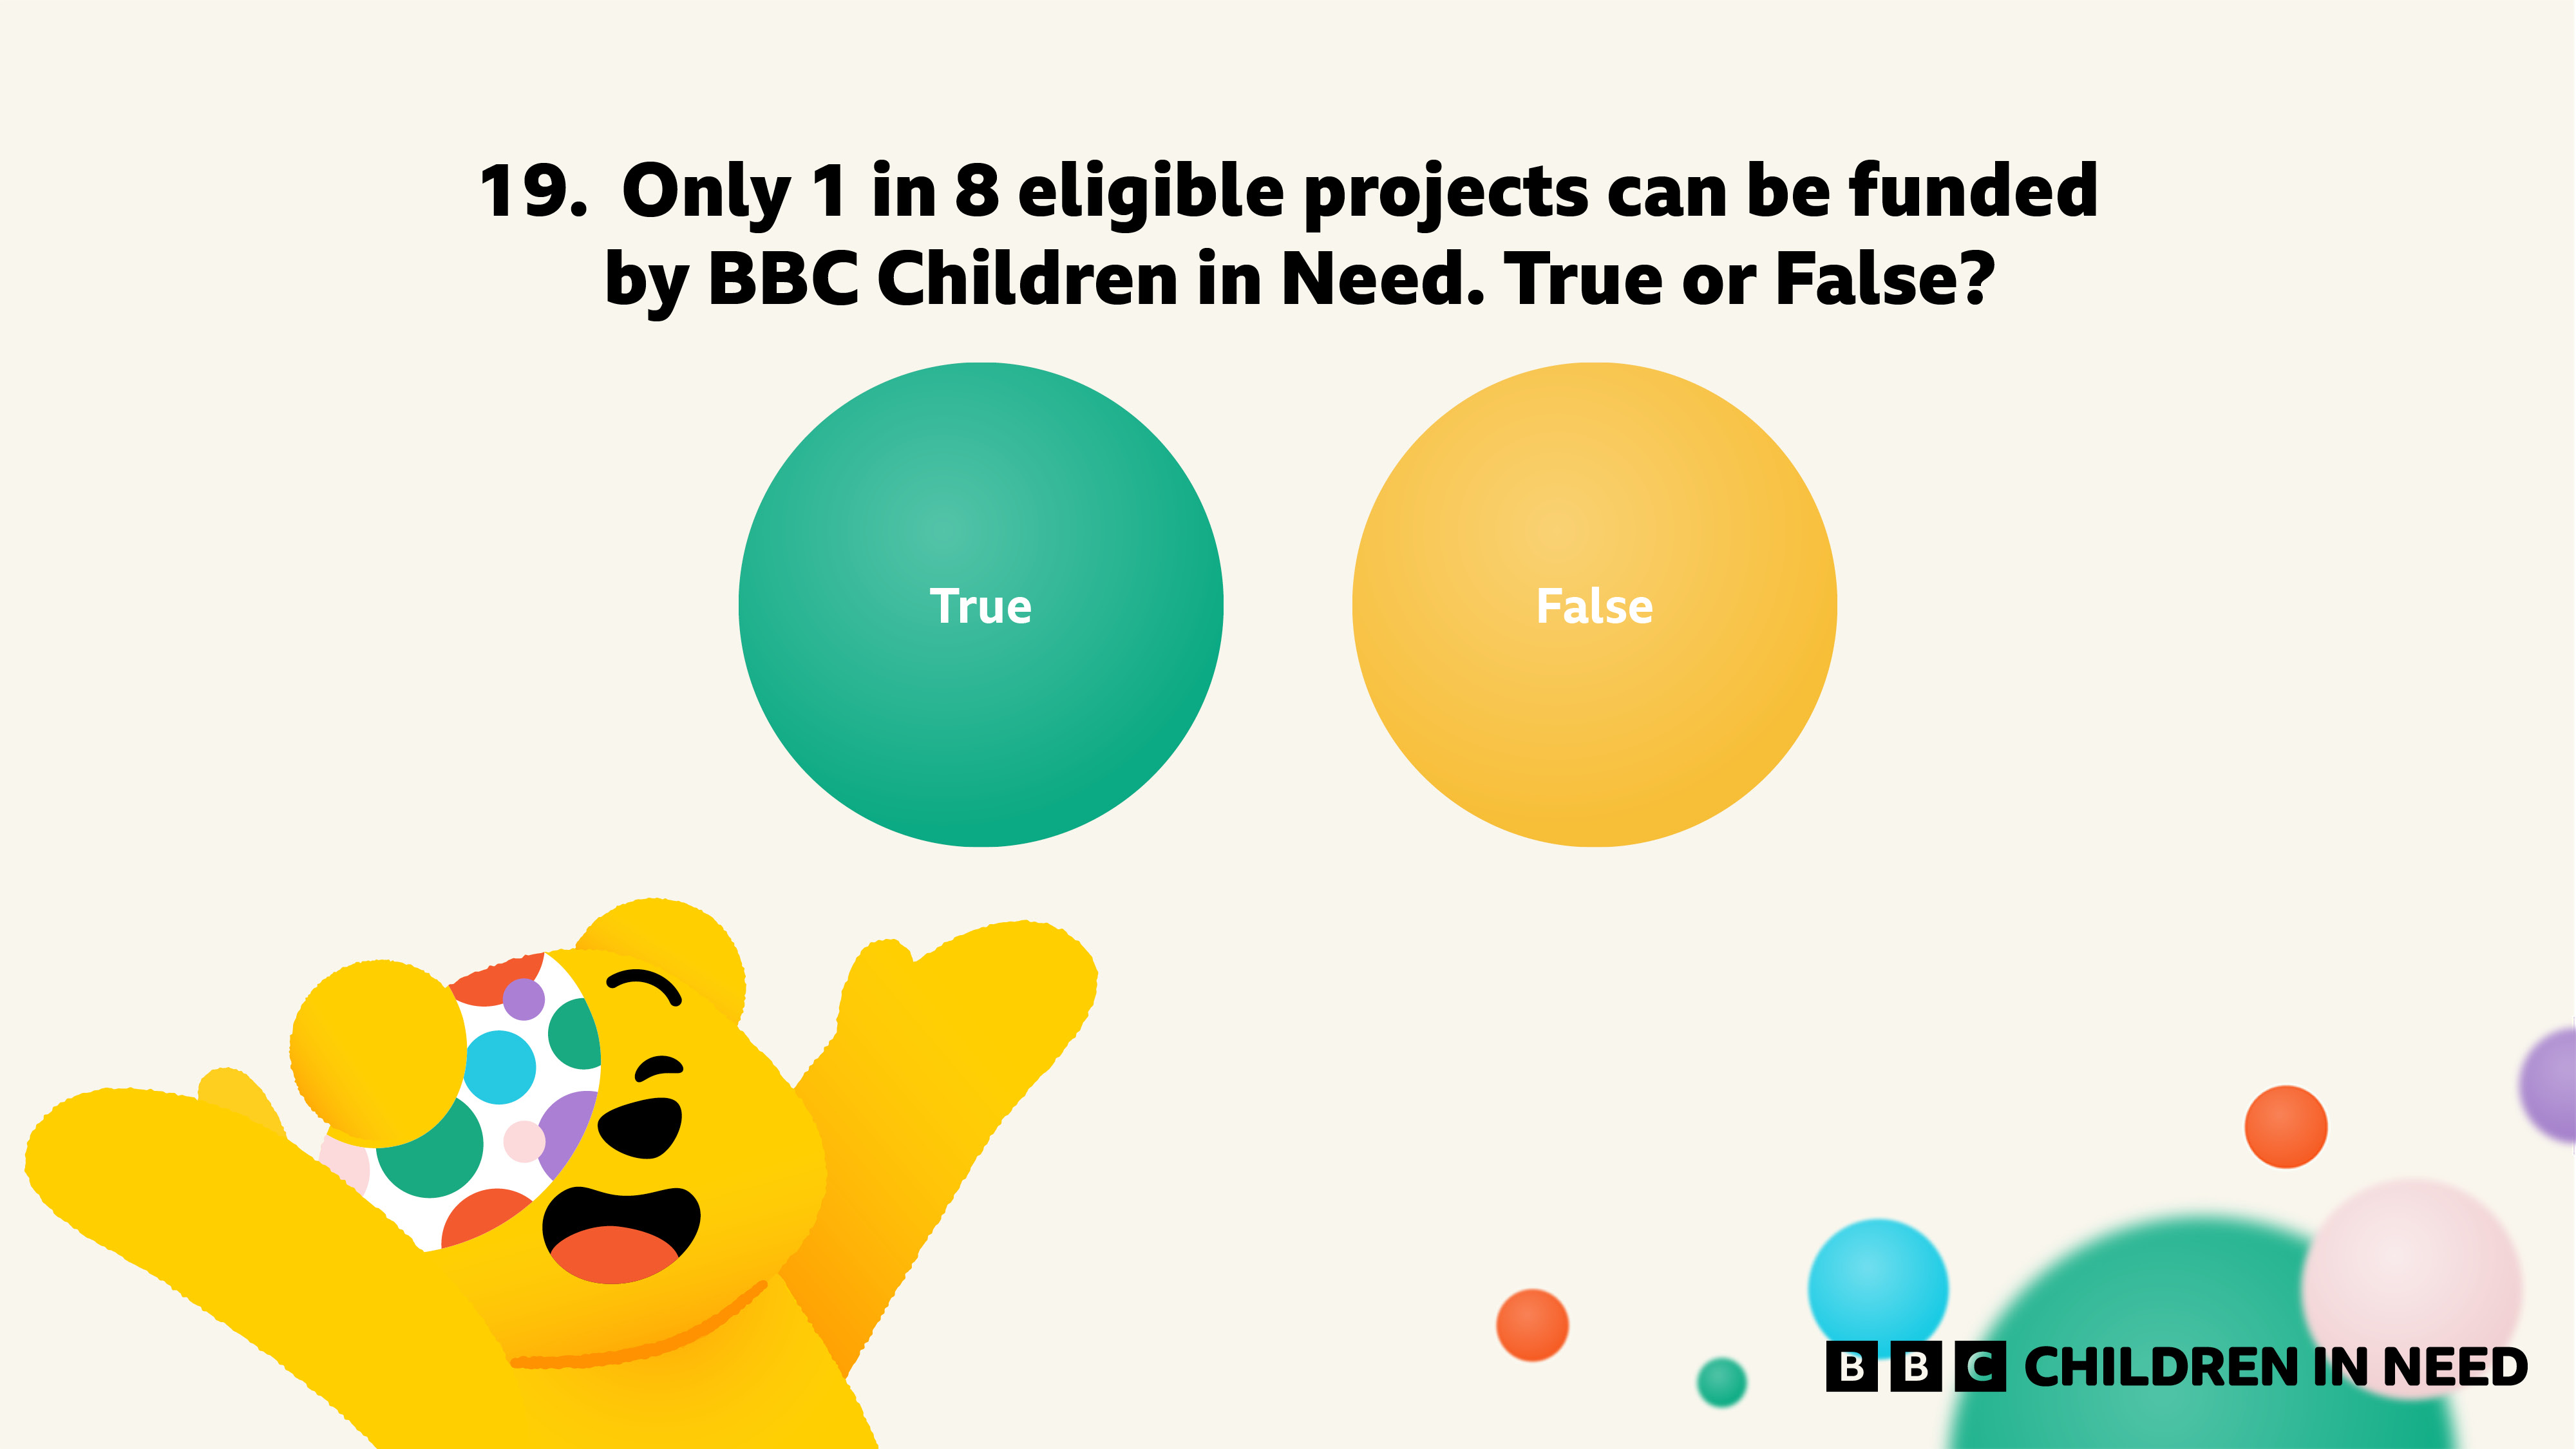 19. Only 1 in 8 eligible projects can be funded
by BBC Children in Need. True or False?
True
False
BBC CHILDREN IN NEED